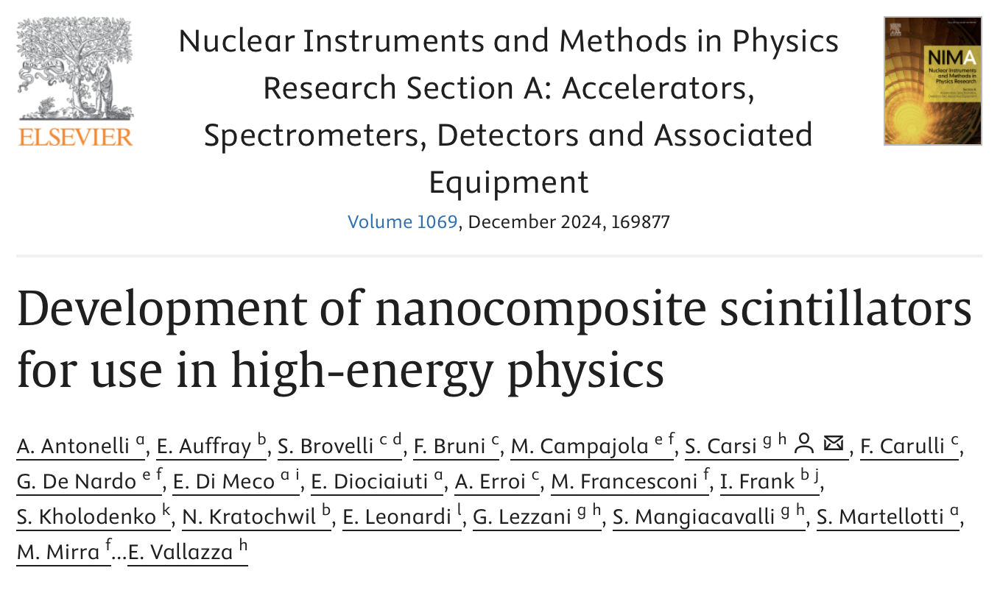 Nuclear Instruments and Methods in Physics
Research Section A: Accelerators,
Spectrometers, Detectors and Associated
Equipment
Volume 1069, December 2024, 169877
ELSEVIER
NIMA
Nuclear Instruments
and Methods in
Physics Research
Development of nanocomposite scintillators
for use in high-energy physics
A. Antonelli a, E. Auffray b, S. Brovelli c d, F. Bruni c, M. Campajola e f, S. Carsi g h, F. Carulli c,
G. De Nardo e f, E. Di Meco a i, E. Diociaiuti a, A. Erroi c, M. Francesconi f, I. Frank b j,
S. Kholodenko k, N. Kratochwil b, E. Leonardi l, G. Lezzani g h, S. Mangiacavalli g h, S. Martellotti a,
M. Mirra f...E. Vallazza h